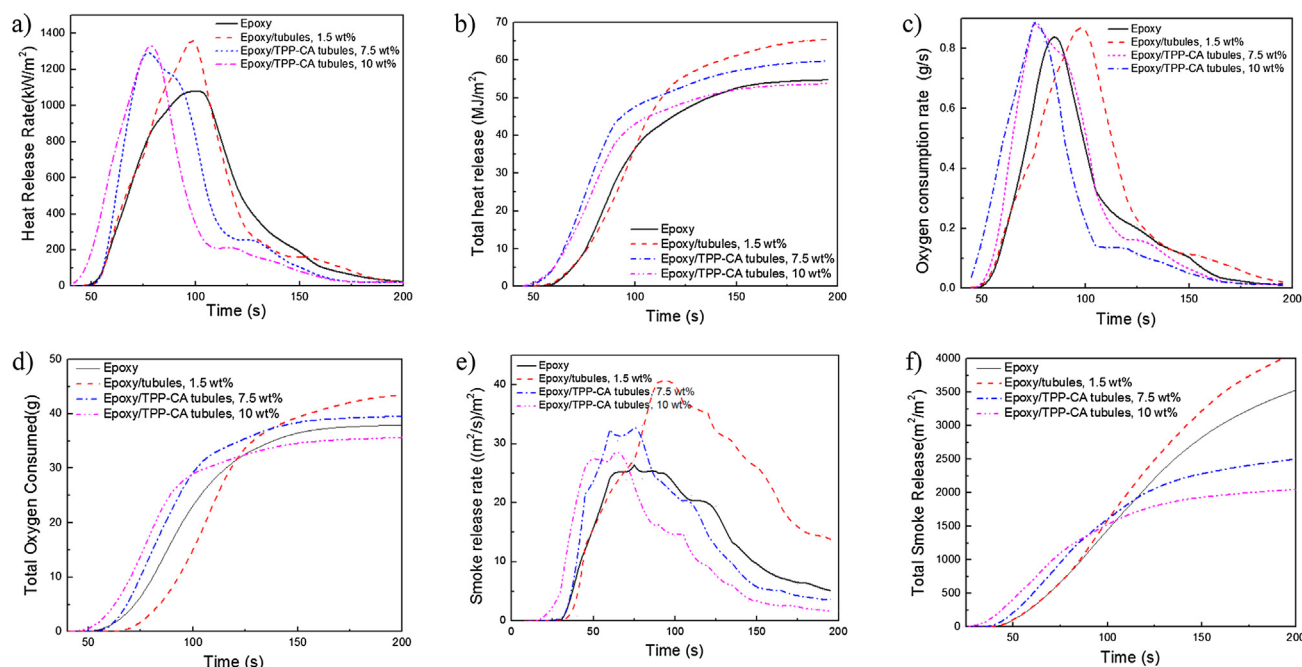 a)
Heat Release Rate(kW/m²)
1400
1200
1000
800
600
400
200
0
Epoxy
Epoxy/tubules, 1.5 wt%
Epoxy/TPP-CA tubules, 7.5 wt%
Epoxy/TPP-CA tubules, 10 wt%
50 100 150 200
Time (s)
b)
Total heat release (MJ/m²)
70
60
50
40
30
20
10
0
Epoxy
Epoxy/tubules, 1.5 wt%
Epoxy/TPP-CA tubules, 7.5 wt%
Epoxy/TPP-CA tubules, 10 wt%
50 100 150 200
Time (s)
c)
Oxygen consumption rate (g/s)
0.8
0.6
0.4
0.2
0.0
Epoxy
Epoxy/tubules, 1.5 wt%
Epoxy/TPP-CA tubules, 7.5 wt%
Epoxy/TPP-CA tubules, 10 wt%
50 100 150 200
Time (s)
d)
Total Oxygen Consumed(g)
50
40
30
20
10
0
Epoxy
Epoxy/tubules, 1.5 wt%
Epoxy/TPP-CA tubules, 7.5 wt%
Epoxy/TPP-CA tubules, 10 wt%
50 100 150 200
Time (s)
e)
Smoke release rate ((m²/s)/m²)
40
30
20
10
0
Epoxy
Epoxy/tubules, 1.5 wt%
Epoxy/TPP-CA tubules, 7.5 wt%
Epoxy/TPP-CA tubules, 10 wt%
0 50 100 150 200
Time (s)
f)
Total Smoke Release(m²/m²)
4000
3500
3000
2500
2000
1500
1000
500
0
Epoxy
Epoxy/tubules, 1.5 wt%
Epoxy/TPP-CA tubules, 7.5 wt%
Epoxy/TPP-CA tubules, 10 wt%
50 100 150 200
Time (s)